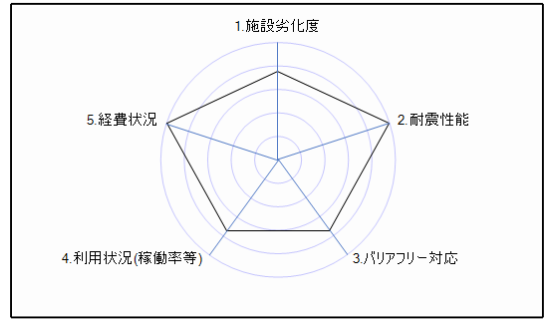 1.施設劣化度
5.経費状況
2.耐震性能
4.利用状況(稼働率等)
3.バリアフリー対応